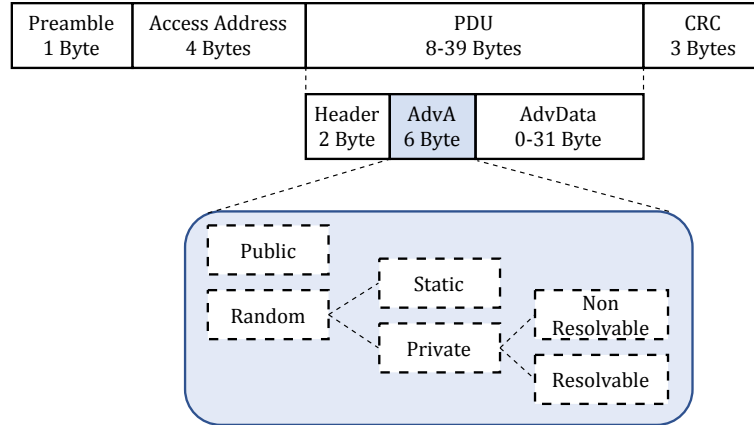 Preamble
1 Byte
Access Address
4 Bytes
PDU
8-39 Bytes
CRC
3 Bytes
Header
2 Byte
AdvA
6 Byte
AdvData
0-31 Byte
Public
Random
Static
Private
Non
Resolvable
Resolvable